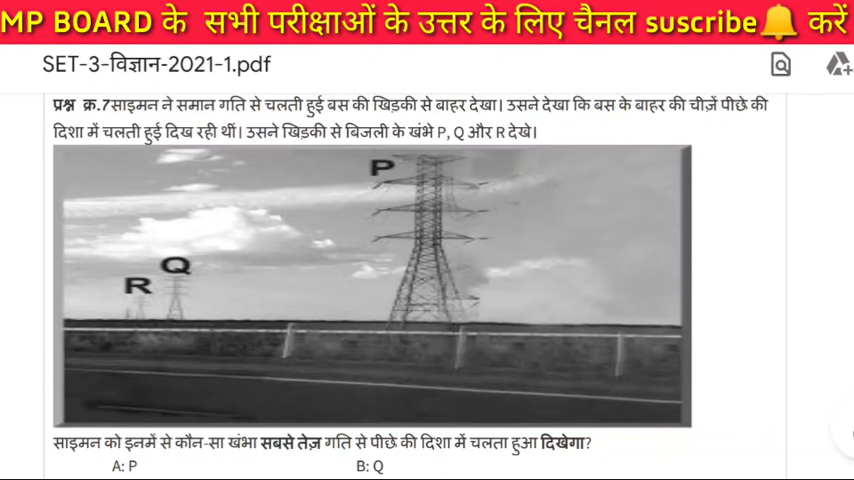 MP BOARD के सभी परीक्षाओं के उत्तर के लिए चैनल suscribe🔔 करें
SET-3-विज्ञान-2021-1.pdf
प्रश्न क्र.7साइमन ने समान गति से चलती हुई बस की खिड़की से बाहर देखा। उसने देखा कि बस के बाहर की चीज़ें पीछे की
दिशा में चलती हुई दिख रही थीं। उसने खिड़की से बिजली के खंभे P, Q और R देखे।
P
Q
R
साइमन को इनमें से कौन-सा खंभा सबसे तेज़ गति से पीछे की दिशा में चलता हुआ दिखेगा?
A: P B: Q